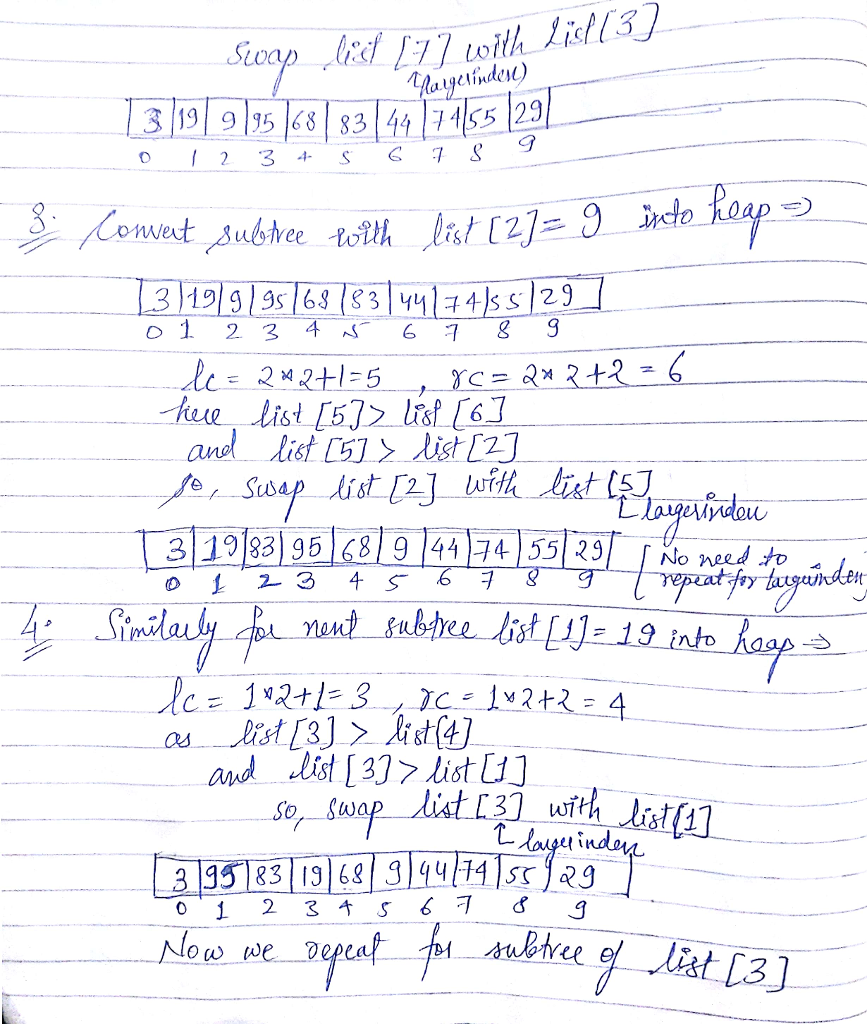 Swap list [7] with List[3]
↑largerindex)
3 | 19 | 9 | 95 | 68 | 83 | 44 | 74 | 55 | 29
0 1 2 3 4 5 6 7 8 9
3. Convert subtree with list [2] = 9 into heap ⇒
3 | 19 | 9 | 95 | 68 | 83 | 44 | 74 | 55 | 29
0 1 2 3 4 5 6 7 8 9
lc = 2*2+1=5 , rc = 2*2+2 = 6
here list [5] > list [6]
and list [5] > list [2]
so, swap list [2] with list [5]
↑ largerindex
3 | 19 | 83 | 95 | 68 | 9 | 44 | 74 | 55 | 29 [ No need to
0 1 2 3 4 5 6 7 8 9 repeat for largeindex
4. Similarly for next subtree list [1] = 19 into heap ⇒
lc = 1*2+1= 3 , rc = 1*2+2 = 4
as list [3] > list[4]
and list [3] > list [1]
so, swap list [3] with list[1]
↑ largerindex
3 | 95 | 83 | 19 | 68 | 9 | 44 | 74 | 55 | 29
0 1 2 3 4 5 6 7 8 9
Now we repeat for subtree of list [3]